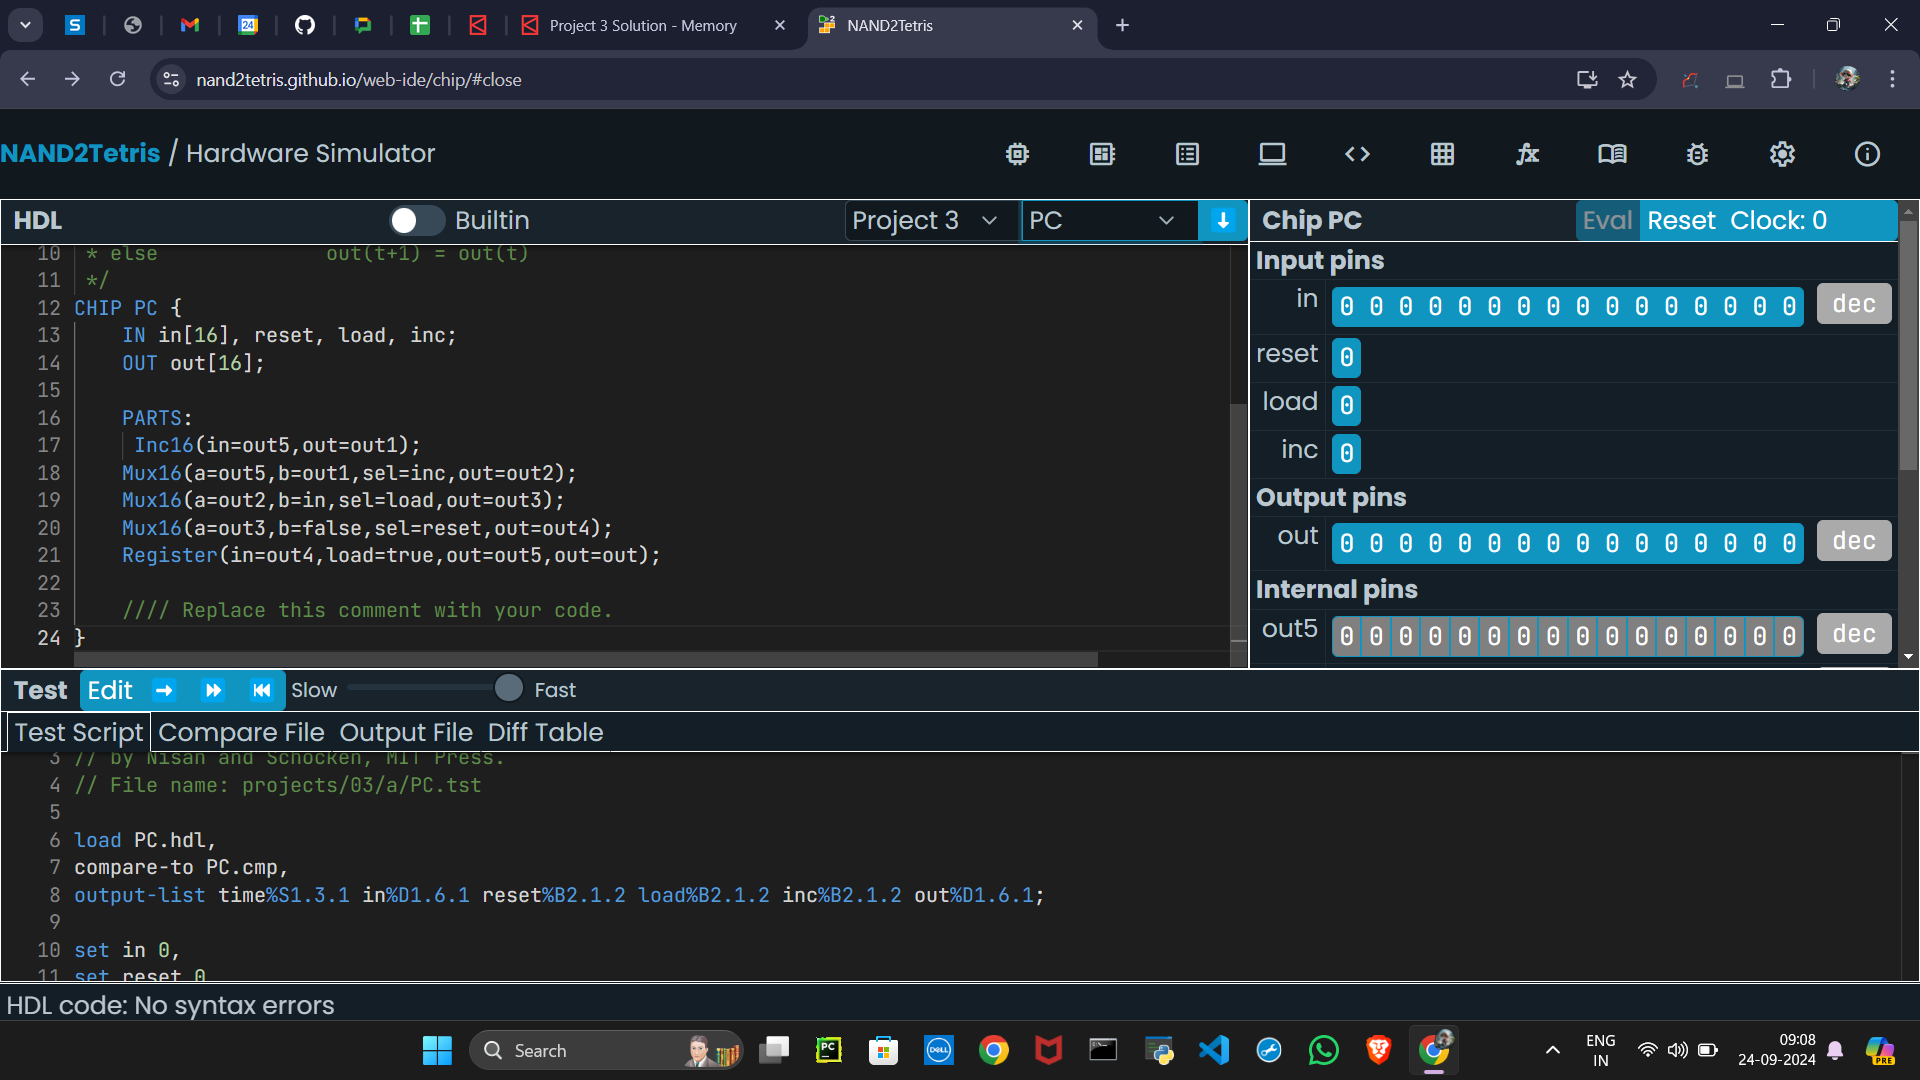 Project 3 Solution - Memory
NAND2Tetris
nand2tetris.github.io/web-ide/chip/#close
NAND2Tetris / Hardware Simulator
HDL Builtin Project 3 PC
10 * else out(t+1) = out(t)
11 */
12 CHIP PC {
13 IN in[16], reset, load, inc;
14 OUT out[16];
15
16 PARTS:
17 Inc16(in=out5,out=out1);
18 Mux16(a=out5,b=out1,sel=inc,out=out2);
19 Mux16(a=out2,b=in,sel=load,out=out3);
20 Mux16(a=out3,b=false,sel=reset,out=out4);
21 Register(in=out4,load=true,out=out5,out=out);
22
23 //// Replace this comment with your code.
24 }
Chip PC Eval Reset Clock: 0
Input pins
in 0 0 0 0 0 0 0 0 0 0 0 0 0 0 0 0 dec
reset 0
load 0
inc 0
Output pins
out 0 0 0 0 0 0 0 0 0 0 0 0 0 0 0 0 dec
Internal pins
out5 0 0 0 0 0 0 0 0 0 0 0 0 0 0 0 0 dec
Test Edit Slow Fast
Test Script Compare File Output File Diff Table
3 // by Nisan and Schocken, MIT Press.
4 // File name: projects/03/a/PC.tst
5
6 load PC.hdl,
7 compare-to PC.cmp,
8 output-list time%S1.3.1 in%D1.6.1 reset%B2.1.2 load%B2.1.2 inc%B2.1.2 out%D1.6.1;
9
10 set in 0,
11 set reset 0
HDL code: No syntax errors
Search
ENG
IN
09:08
24-09-2024